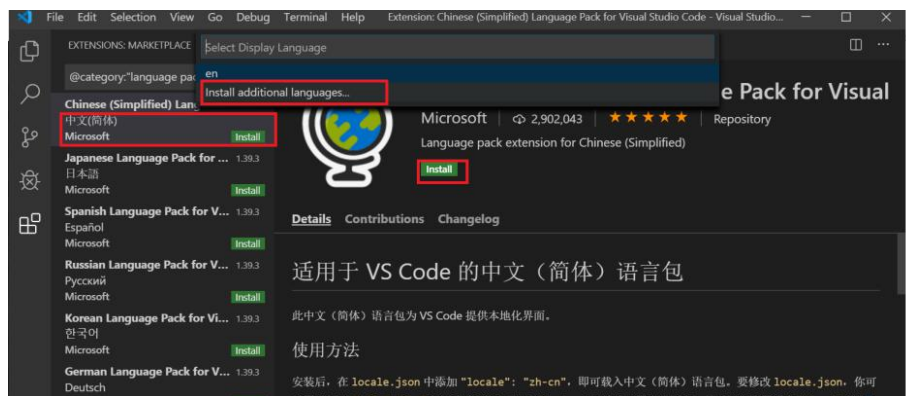 File Edit Selection View Go Debug Terminal Help Extension: Chinese (Simplified) Language Pack for Visual Studio Code - Visual Studio...
EXTENSIONS: MARKETPLACE
Select Display Language
@category:"language pac
en
Install additional languages...
e Pack for Visual
Chinese (Simplified) Lang
中文(简体)
Microsoft Install
Microsoft 2,902,043 Repository
Language pack extension for Chinese (Simplified)
Install
Japanese Language Pack for ... 1.39.3
日本語
Microsoft Install
Spanish Language Pack for V... 1.39.3
Español
Microsoft Install
Details Contributions Changelog
Russian Language Pack for V... 1.39.3
Русский
Microsoft Install
Korean Language Pack for Vi... 1.39.3
한국어
Microsoft Install
German Language Pack for V... 1.39.3
Deutsch
适用于 VS Code 的中文（简体）语言包
此中文（简体）语言包为 VS Code 提供本地化界面。
使用方法
安装后，在 locale.json 中添加 "locale": "zh-cn"，即可载入中文（简体）语言包。要修改 locale.json，你可